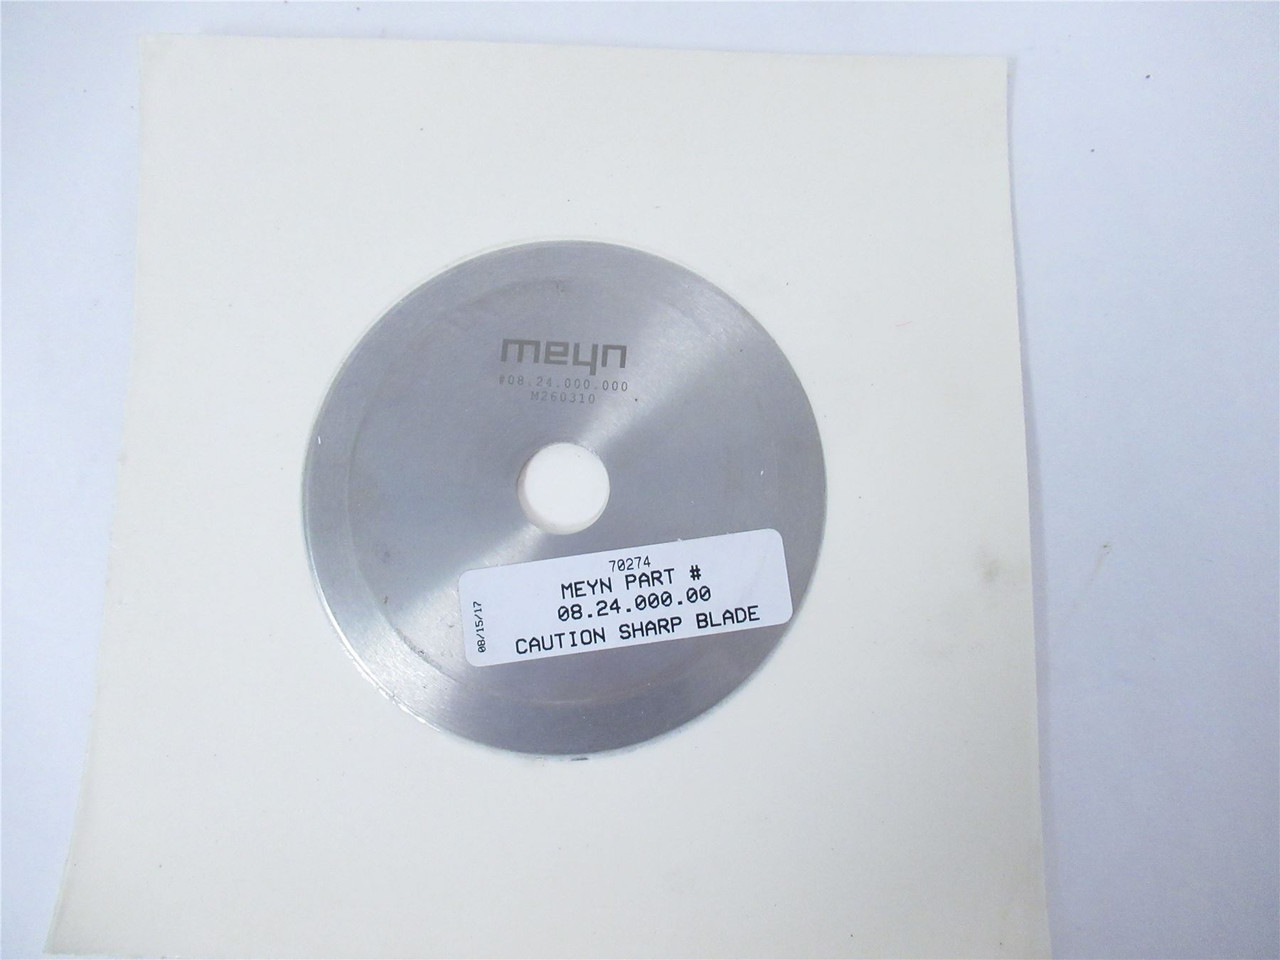 meyn
#08.24.000.000
M260310
70274
MEYN PART #
08.24.000.00
CAUTION SHARP BLADE
08/15/17